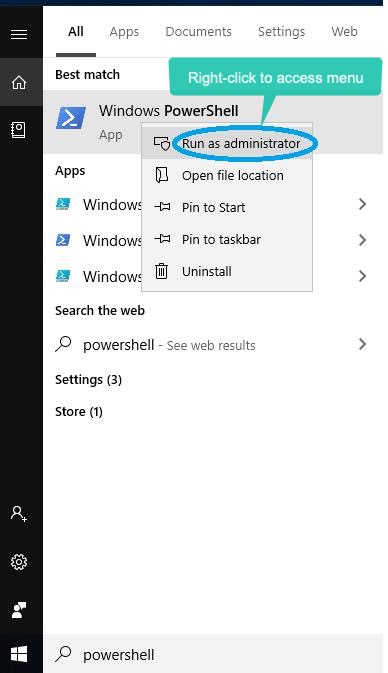 All Apps Documents Settings Web
Best match
Right-click to access menu
Windows PowerShell
App
Run as administrator
Open file location
Pin to Start
Pin to taskbar
Uninstall
Apps
Windows
Windows
Windows
Search the web
powershell - See web results
Settings (3)
Store (1)
powershell